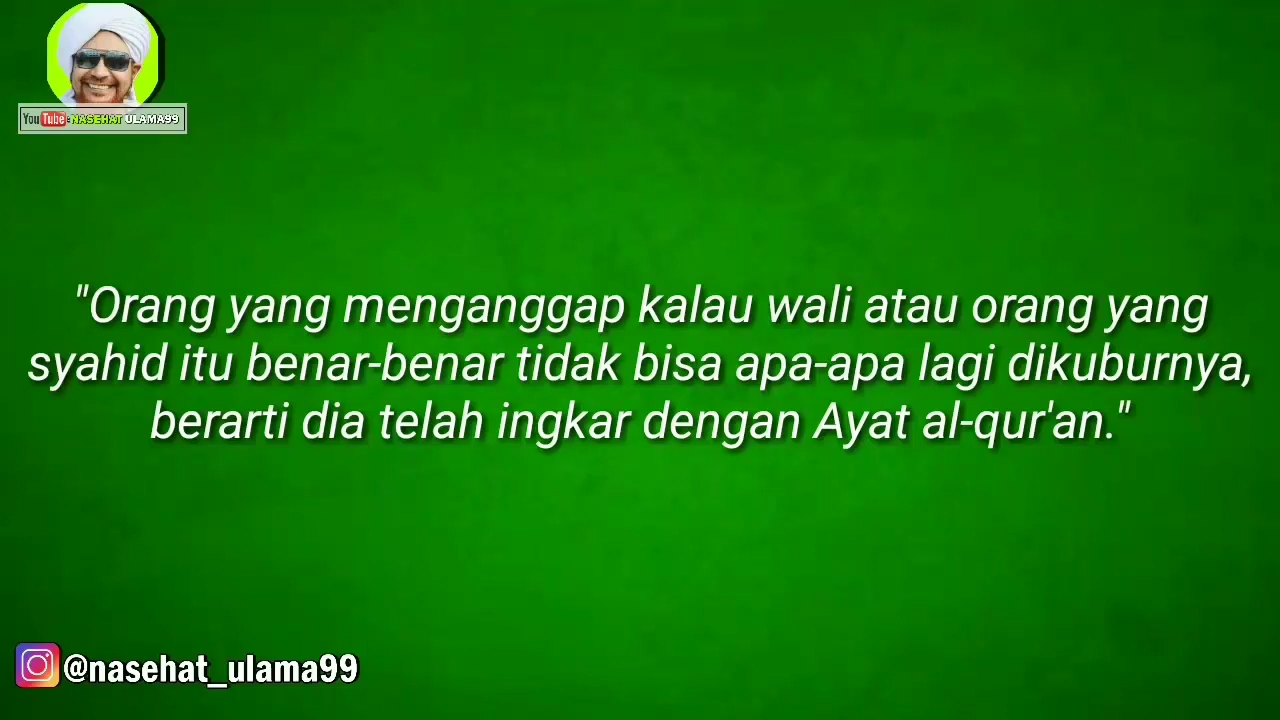 YouTube: NASEHAT ULAMA99
"Orang yang menganggap kalau wali atau orang yang
syahid itu benar-benar tidak bisa apa-apa lagi dikuburnya,
berarti dia telah ingkar dengan Ayat al-qur'an."
@nasehat_ulama99